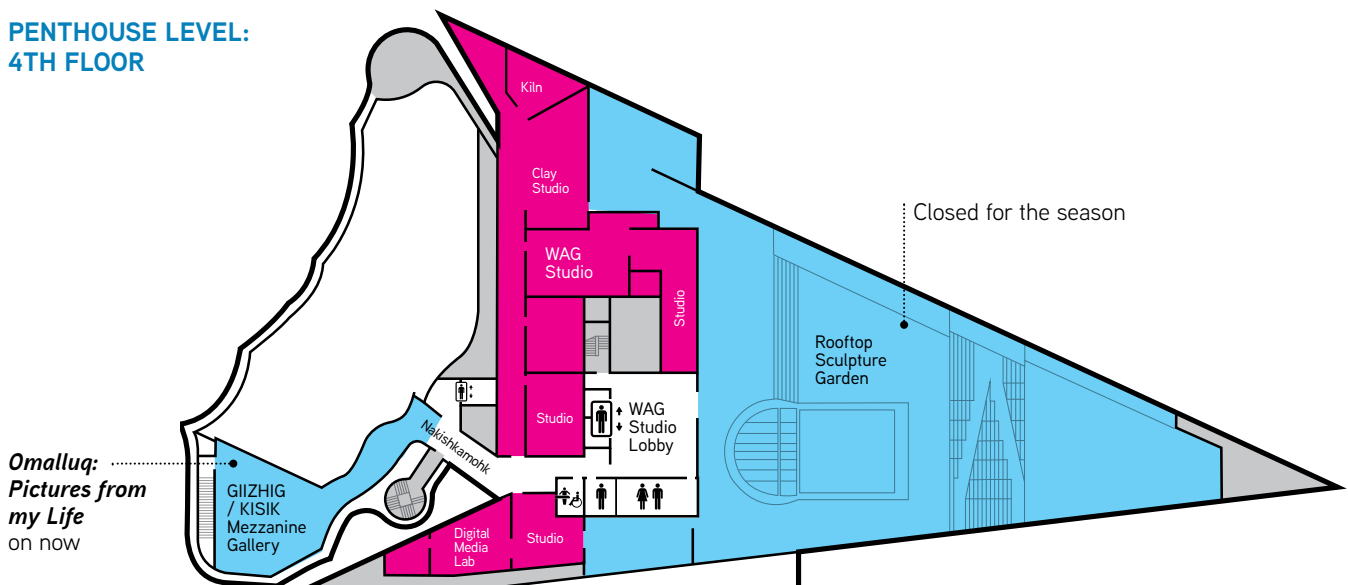 PENTHOUSE LEVEL:
4TH FLOOR
Kiln
Clay
Studio
WAG
Studio
Studio
Closed for the season
Rooftop
Sculpture
Garden
Studio
WAG
Studio
Lobby
Nakishkamohk
Omalluq:
Pictures from
my Life
on now
GIIZHIG
/ KISIK
Mezzanine
Gallery
Digital
Media
Lab
Studio